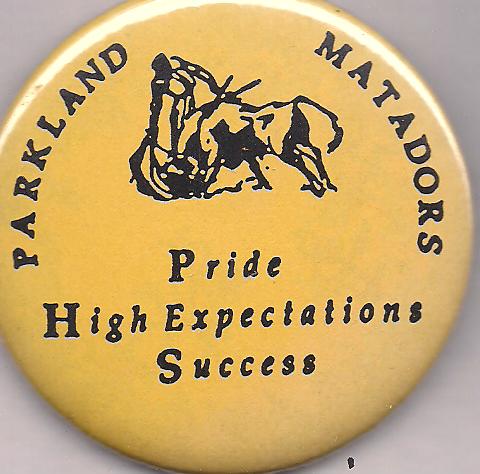 PARKLAND MATADORS
Pride
High Expectations
Success